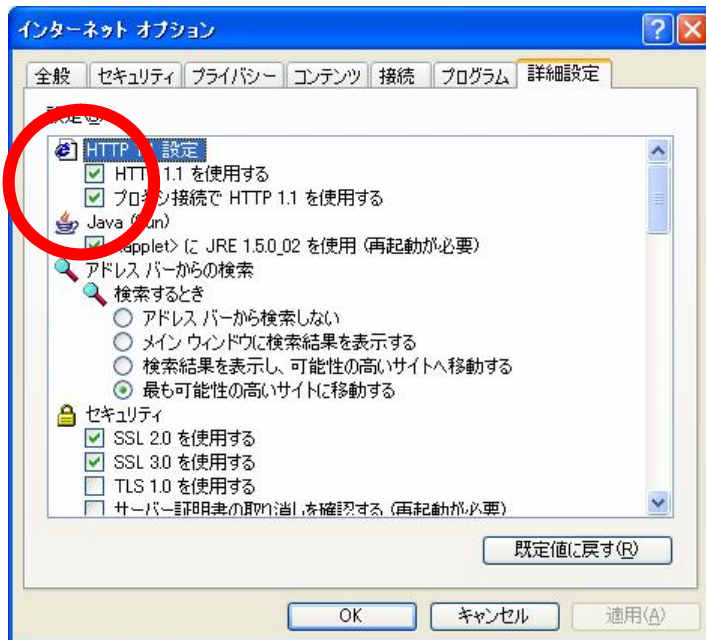 インターネット オプション
全般 セキュリティ プライバシー コンテンツ 接続 プログラム 詳細設定
HTTP 設定
HTTP 1.1 を使用する
プロキシ接続で HTTP 1.1 を使用する
Java (Sun)
<applet> に JRE 1.5.0_02 を使用 (再起動が必要)
アドレス バーからの検索
検索するとき
アドレス バーから検索しない
メイン ウィンドウに検索結果を表示する
検索結果を表示し、可能性の高いサイトへ移動する
最も可能性の高いサイトに移動する
セキュリティ
SSL 2.0 を使用する
SSL 3.0 を使用する
TLS 1.0 を使用する
サーバー証明書の取り消しを確認する (再起動が必要)
既定値に戻す(R)
OK キャンセル 適用(A)